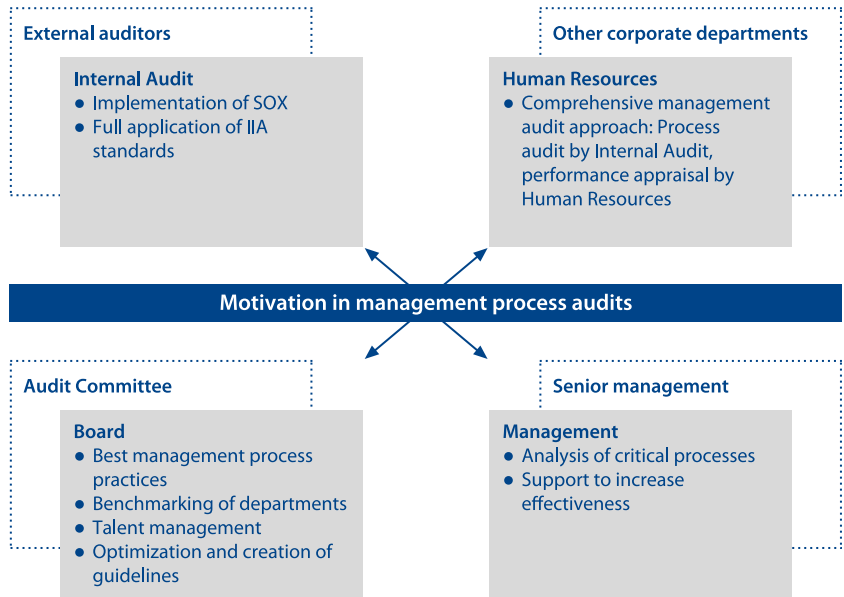 External auditors
Internal Audit
● Implementation of SOX
● Full application of IIA
standards
Other corporate departments
Human Resources
● Comprehensive management
audit approach: Process
audit by Internal Audit,
performance appraisal by
Human Resources
Motivation in management process audits
Audit Committee
Board
● Best management process
practices
● Benchmarking of departments
● Talent management
● Optimization and creation of
guidelines
Senior management
Management
● Analysis of critical processes
● Support to increase
effectiveness